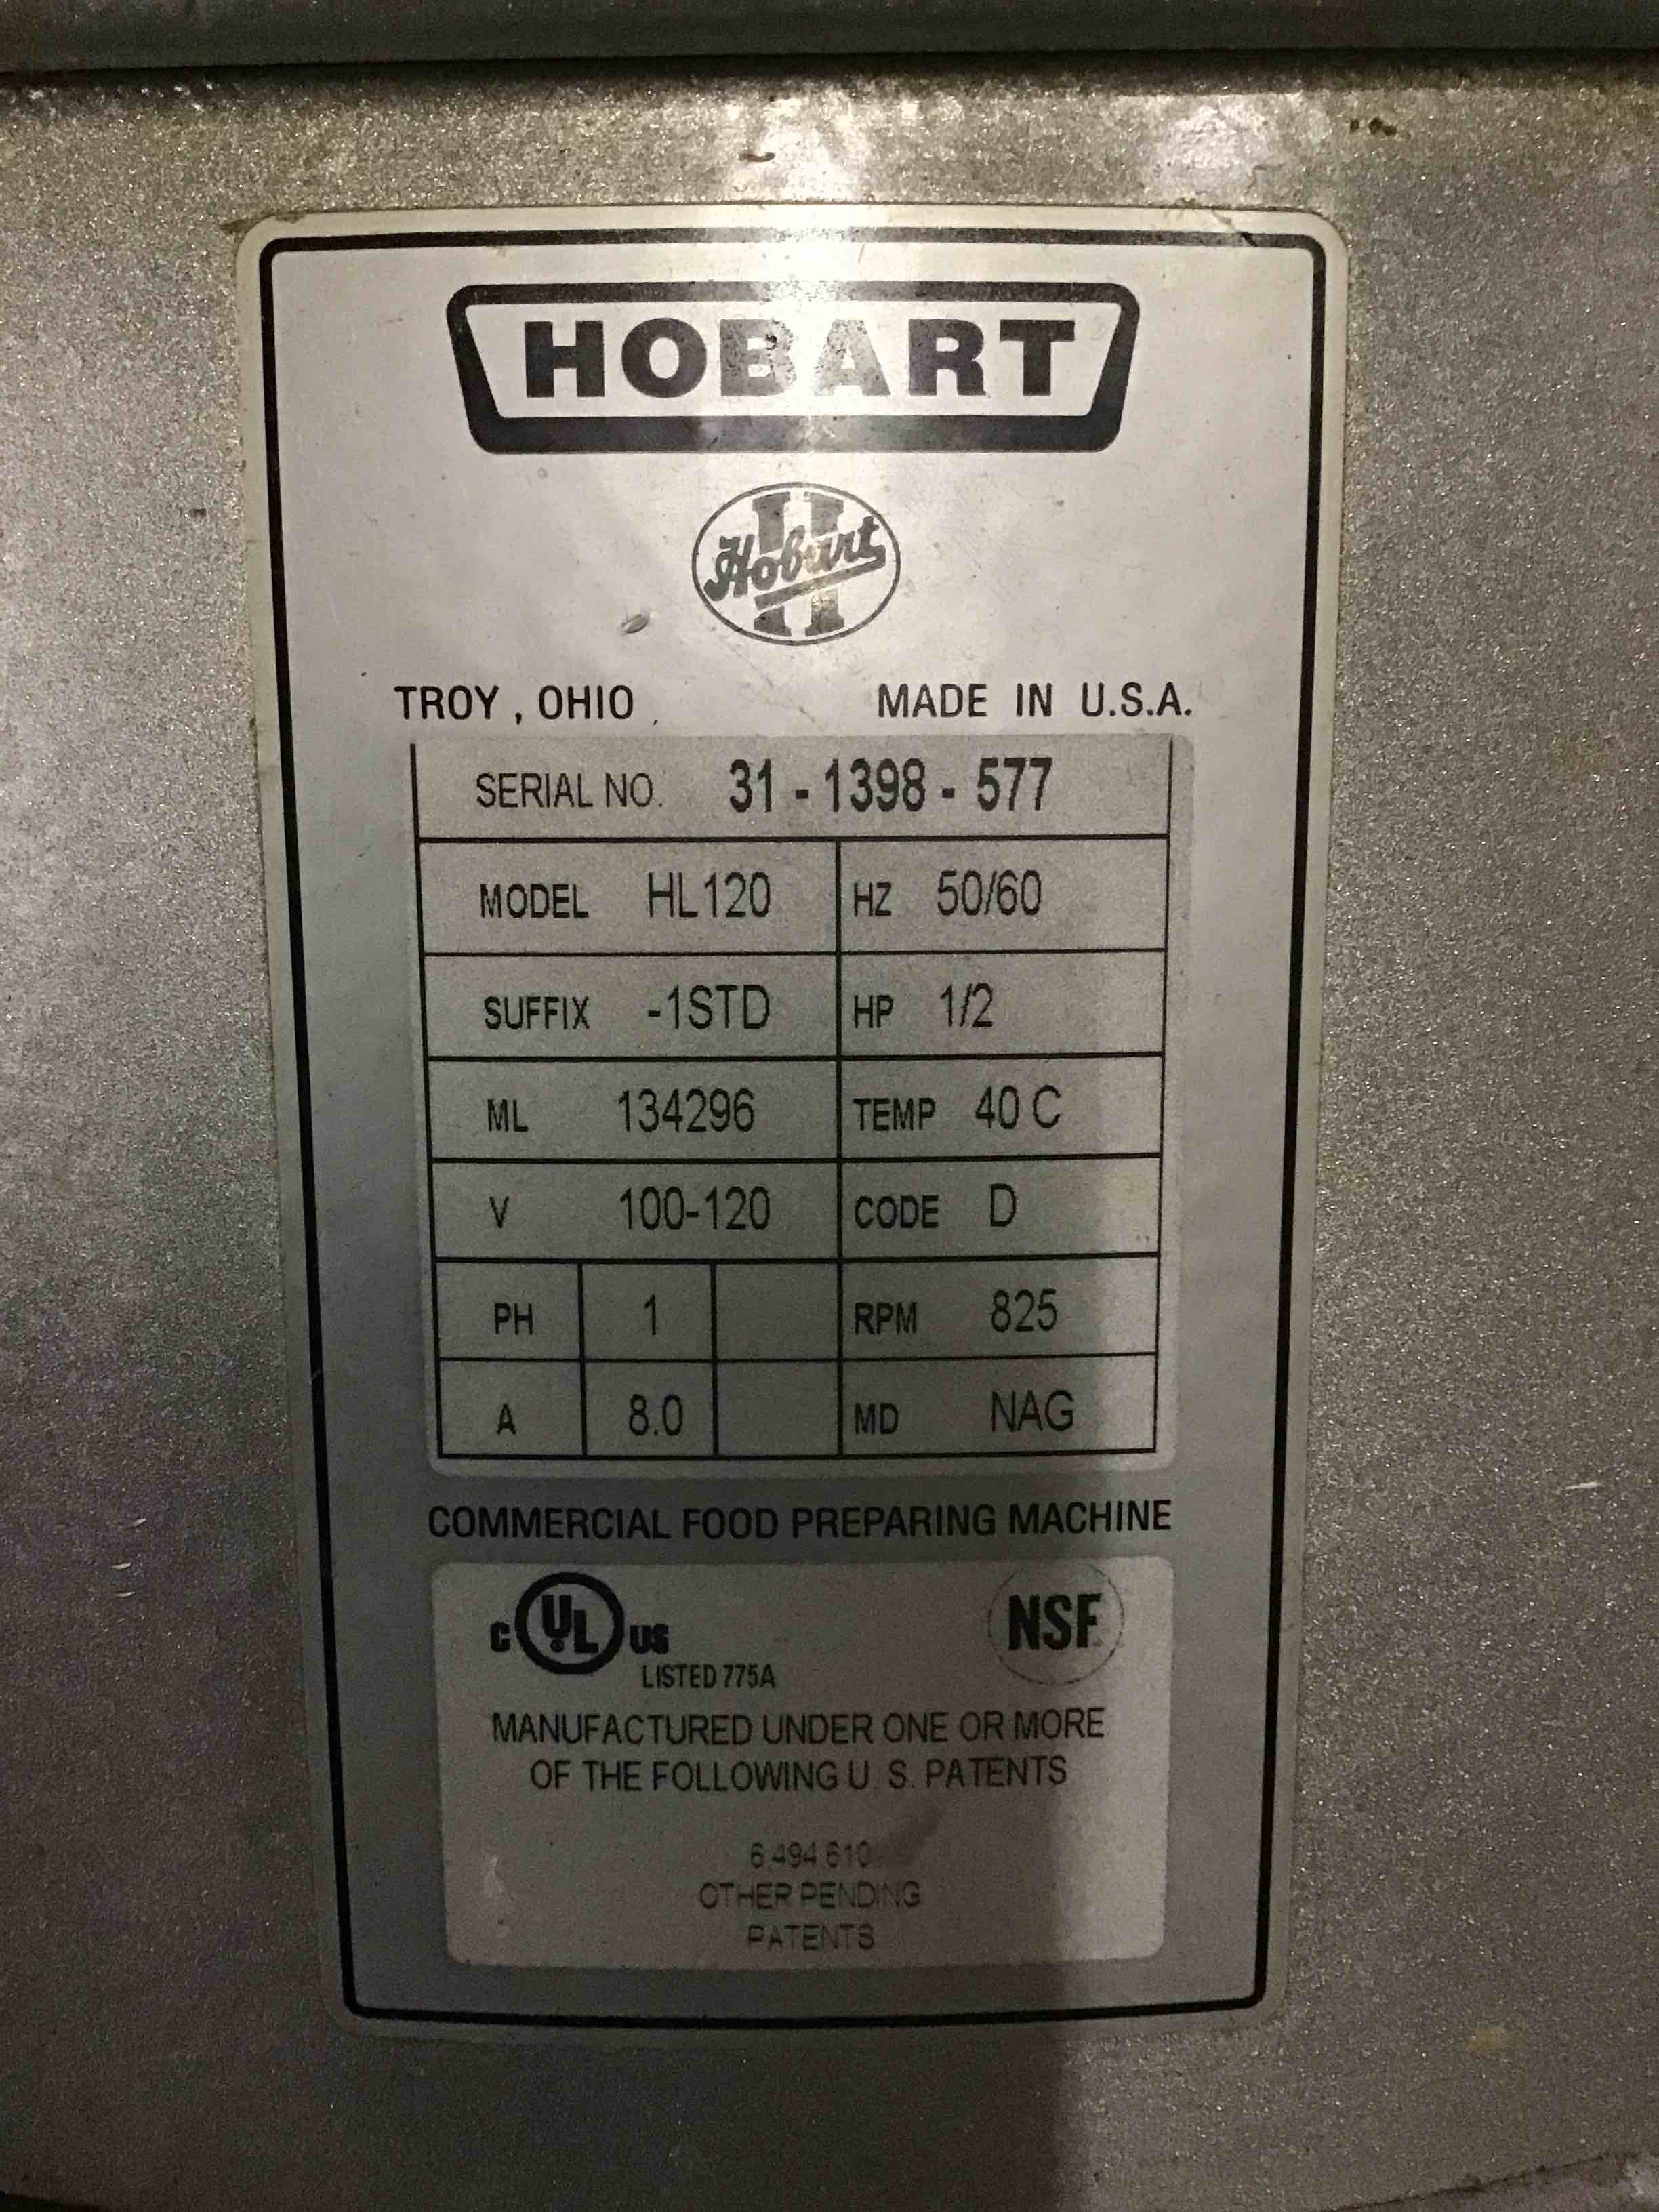 HOBART
Hobart
TROY, OHIO MADE IN U.S.A.
SERIAL NO. 31 - 1398 - 577
MODEL HL120 HZ 50/60
SUFFIX -1STD HP 1/2
ML 134296 TEMP 40 C
V 100-120 CODE D
PH 1 RPM 825
A 8.0 MD NAG
COMMERCIAL FOOD PREPARING MACHINE
C UL US NSF
LISTED 775A
MANUFACTURED UNDER ONE OR MORE
OF THE FOLLOWING U. S. PATENTS
6,494,610
OTHER PENDING
PATENTS